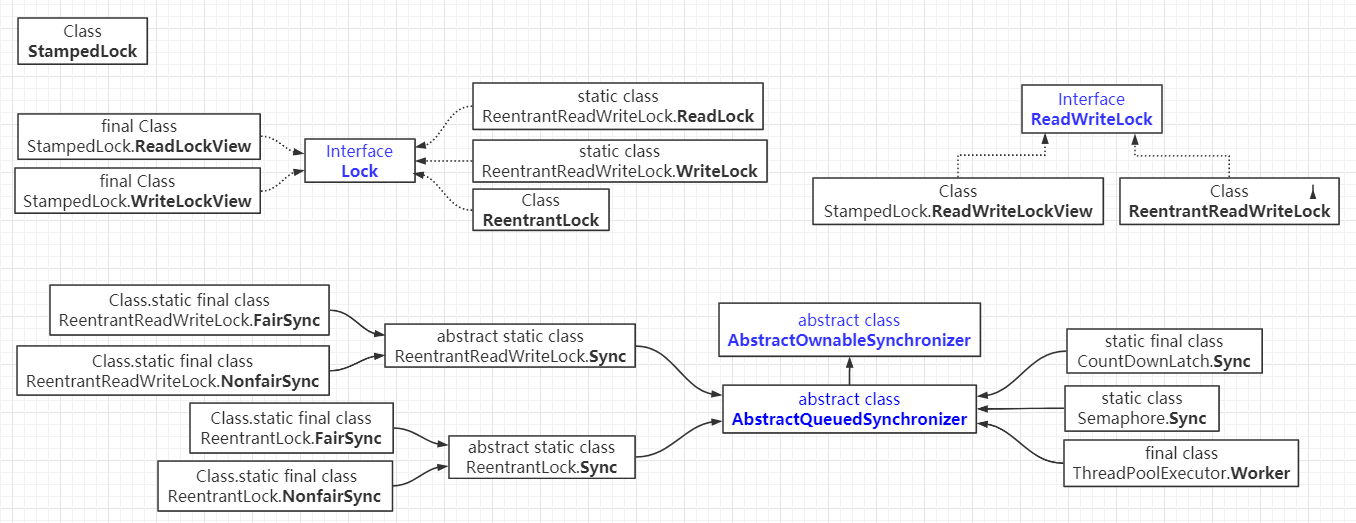 Class
StampedLock
final Class
StampedLock.ReadLockView
final Class
StampedLock.WriteLockView
Interface
Lock
static class
ReentrantReadWriteLock.ReadLock
static class
ReentrantReadWriteLock.WriteLock
Class
ReentrantLock
Interface
ReadWriteLock
Class
StampedLock.ReadWriteLockView
Class
ReentrantReadWriteLock
Class.static final class
ReentrantReadWriteLock.FairSync
Class.static final class
ReentrantReadWriteLock.NonfairSync
abstract static class
ReentrantReadWriteLock.Sync
Class.static final class
ReentrantLock.FairSync
Class.static final class
ReentrantLock.NonfairSync
abstract static class
ReentrantLock.Sync
abstract class
AbstractOwnableSynchronizer
abstract class
AbstractQueuedSynchronizer
static final class
CountDownLatch.Sync
static class
Semaphore.Sync
final class
ThreadPoolExecutor.Worker